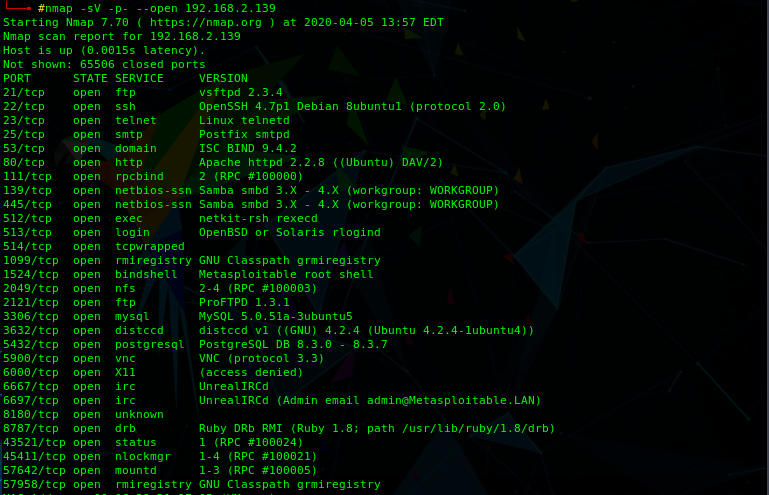 #nmap -sV -p- --open 192.168.2.139
Starting Nmap 7.70 ( https://nmap.org ) at 2020-04-05 13:57 EDT
Nmap scan report for 192.168.2.139
Host is up (0.0015s latency).
Not shown: 65506 closed ports
PORT      STATE SERVICE     VERSION
21/tcp    open  ftp         vsftpd 2.3.4
22/tcp    open  ssh         OpenSSH 4.7p1 Debian 8ubuntu1 (protocol 2.0)
23/tcp    open  telnet      Linux telnetd
25/tcp    open  smtp        Postfix smtpd
53/tcp    open  domain      ISC BIND 9.4.2
80/tcp    open  http        Apache httpd 2.2.8 ((Ubuntu) DAV/2)
111/tcp   open  rpcbind     2 (RPC #100000)
139/tcp   open  netbios-ssn Samba smbd 3.X - 4.X (workgroup: WORKGROUP)
445/tcp   open  netbios-ssn Samba smbd 3.X - 4.X (workgroup: WORKGROUP)
512/tcp   open  exec        netkit-rsh rexecd
513/tcp   open  login       OpenBSD or Solaris rlogind
514/tcp   open  tcpwrapped
1099/tcp  open  rmiregistry GNU Classpath grmiregistry
1524/tcp  open  bindshell   Metasploitable root shell
2049/tcp  open  nfs         2-4 (RPC #100003)
2121/tcp  open  ftp         ProFTPD 1.3.1
3306/tcp  open  mysql       MySQL 5.0.51a-3ubuntu5
3632/tcp  open  distccd     distccd v1 ((GNU) 4.2.4 (Ubuntu 4.2.4-1ubuntu4))
5432/tcp  open  postgresql  PostgreSQL DB 8.3.0 - 8.3.7
5900/tcp  open  vnc         VNC (protocol 3.3)
6000/tcp  open  X11         (access denied)
6667/tcp  open  irc         UnrealIRCd
6697/tcp  open  irc         UnrealIRCd (Admin email admin@Metasploitable.LAN)
8180/tcp  open  unknown
8787/tcp  open  drb         Ruby DRb RMI (Ruby 1.8; path /usr/lib/ruby/1.8/drb)
43521/tcp open  status      1 (RPC #100024)
45411/tcp open  nlockmgr    1-4 (RPC #100021)
57642/tcp open  mountd      1-3 (RPC #100005)
57958/tcp open  rmiregistry GNU Classpath grmiregistry